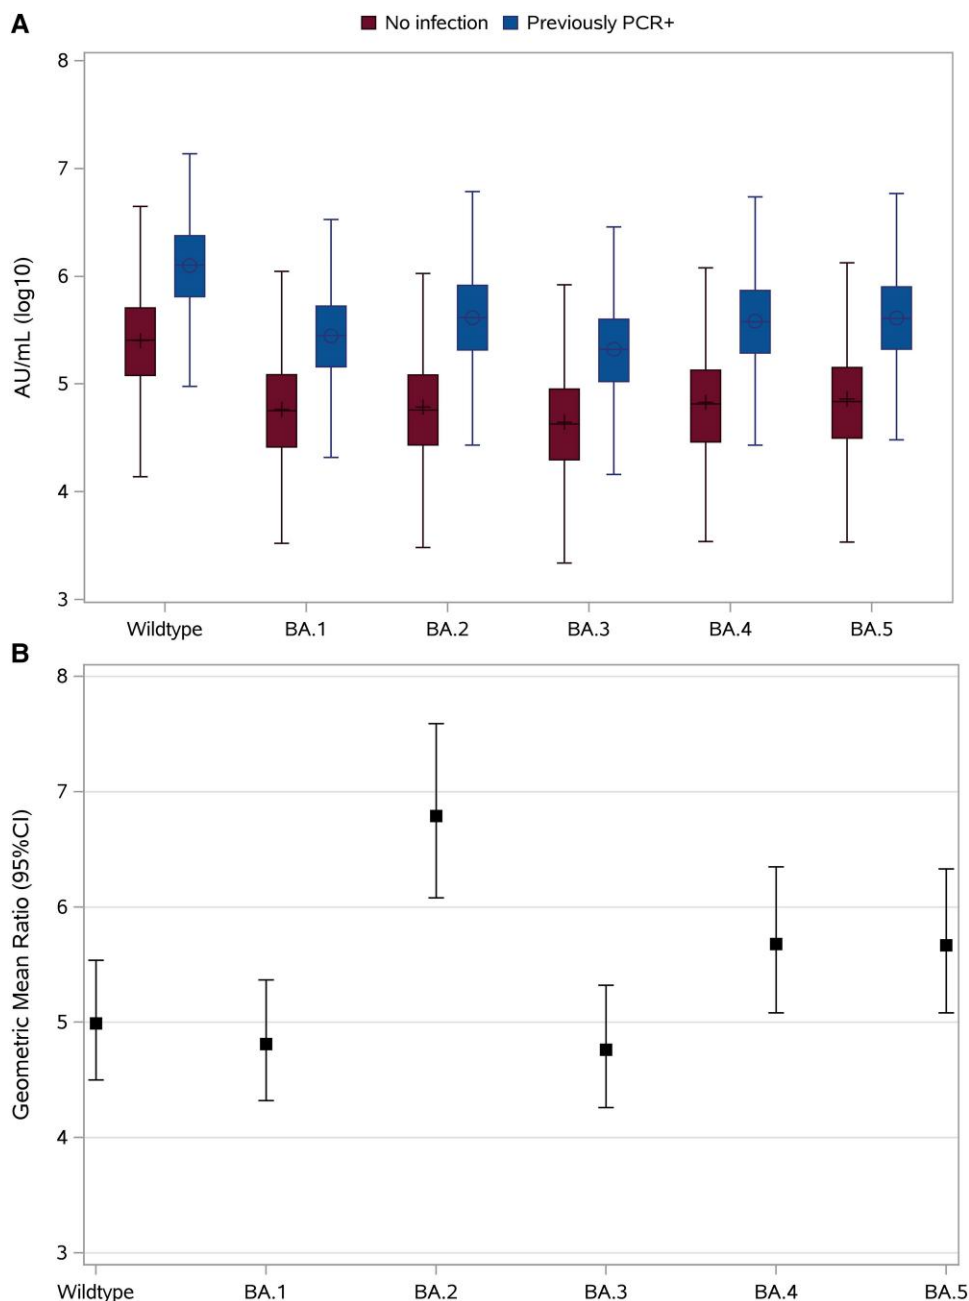 A
No infection Previously PCR+
AU/mL (log10)
8
7
6
5
4
3
Wildtype BA.1 BA.2 BA.3 BA.4 BA.5
B
Geometric Mean Ratio (95%CI)
8
7
6
5
4
3
Wildtype BA.1 BA.2 BA.3 BA.4 BA.5